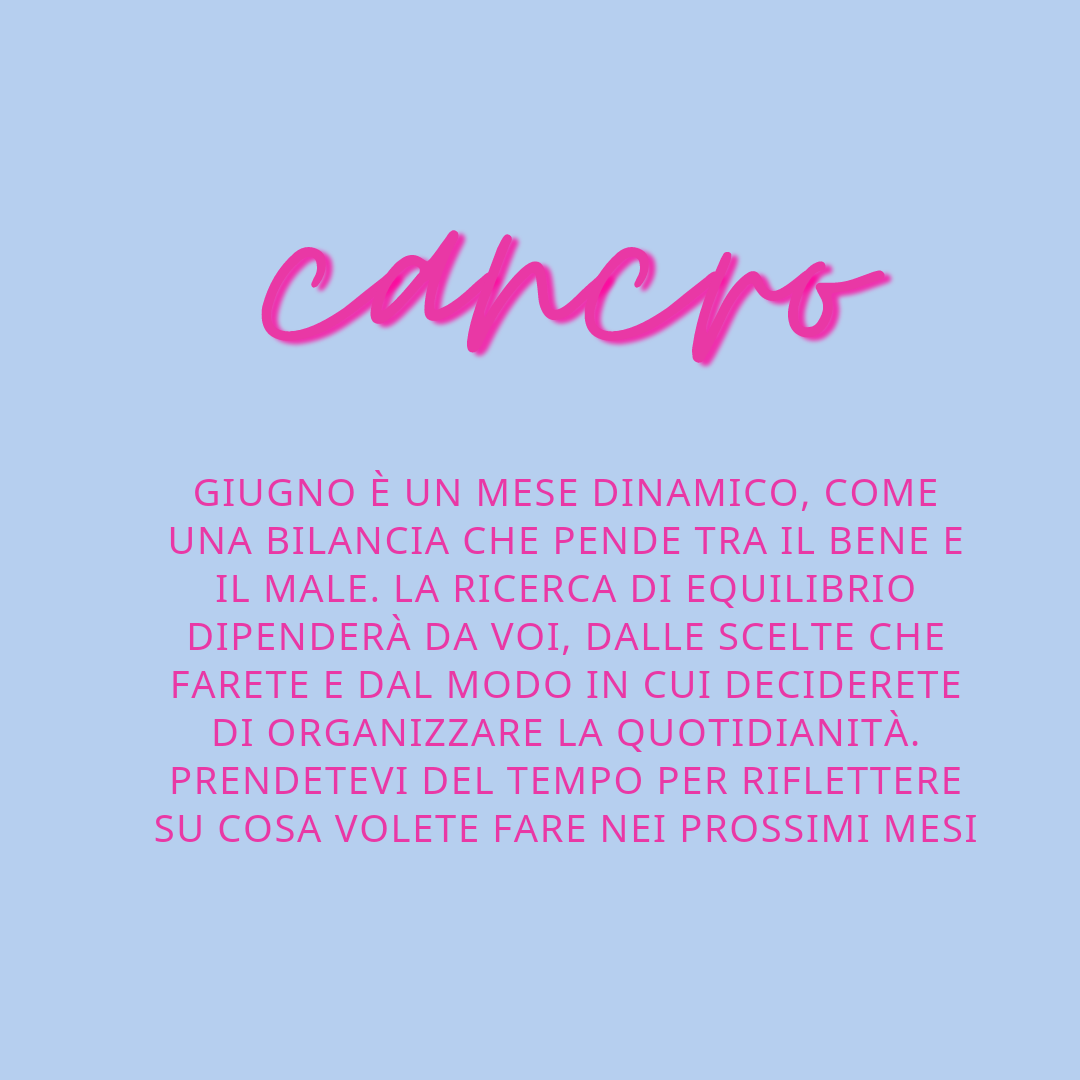 cancro
GIUGNO È UN MESE DINAMICO, COME
UNA BILANCIA CHE PENDE TRA IL BENE E
IL MALE. LA RICERCA DI EQUILIBRIO
DIPENDERÀ DA VOI, DALLE SCELTE CHE
FARETE E DAL MODO IN CUI DECIDERETE
DI ORGANIZZARE LA QUOTIDIANITÀ.
PRENDETEVI DEL TEMPO PER RIFLETTERE
SU COSA VOLETE FARE NEI PROSSIMI MESI